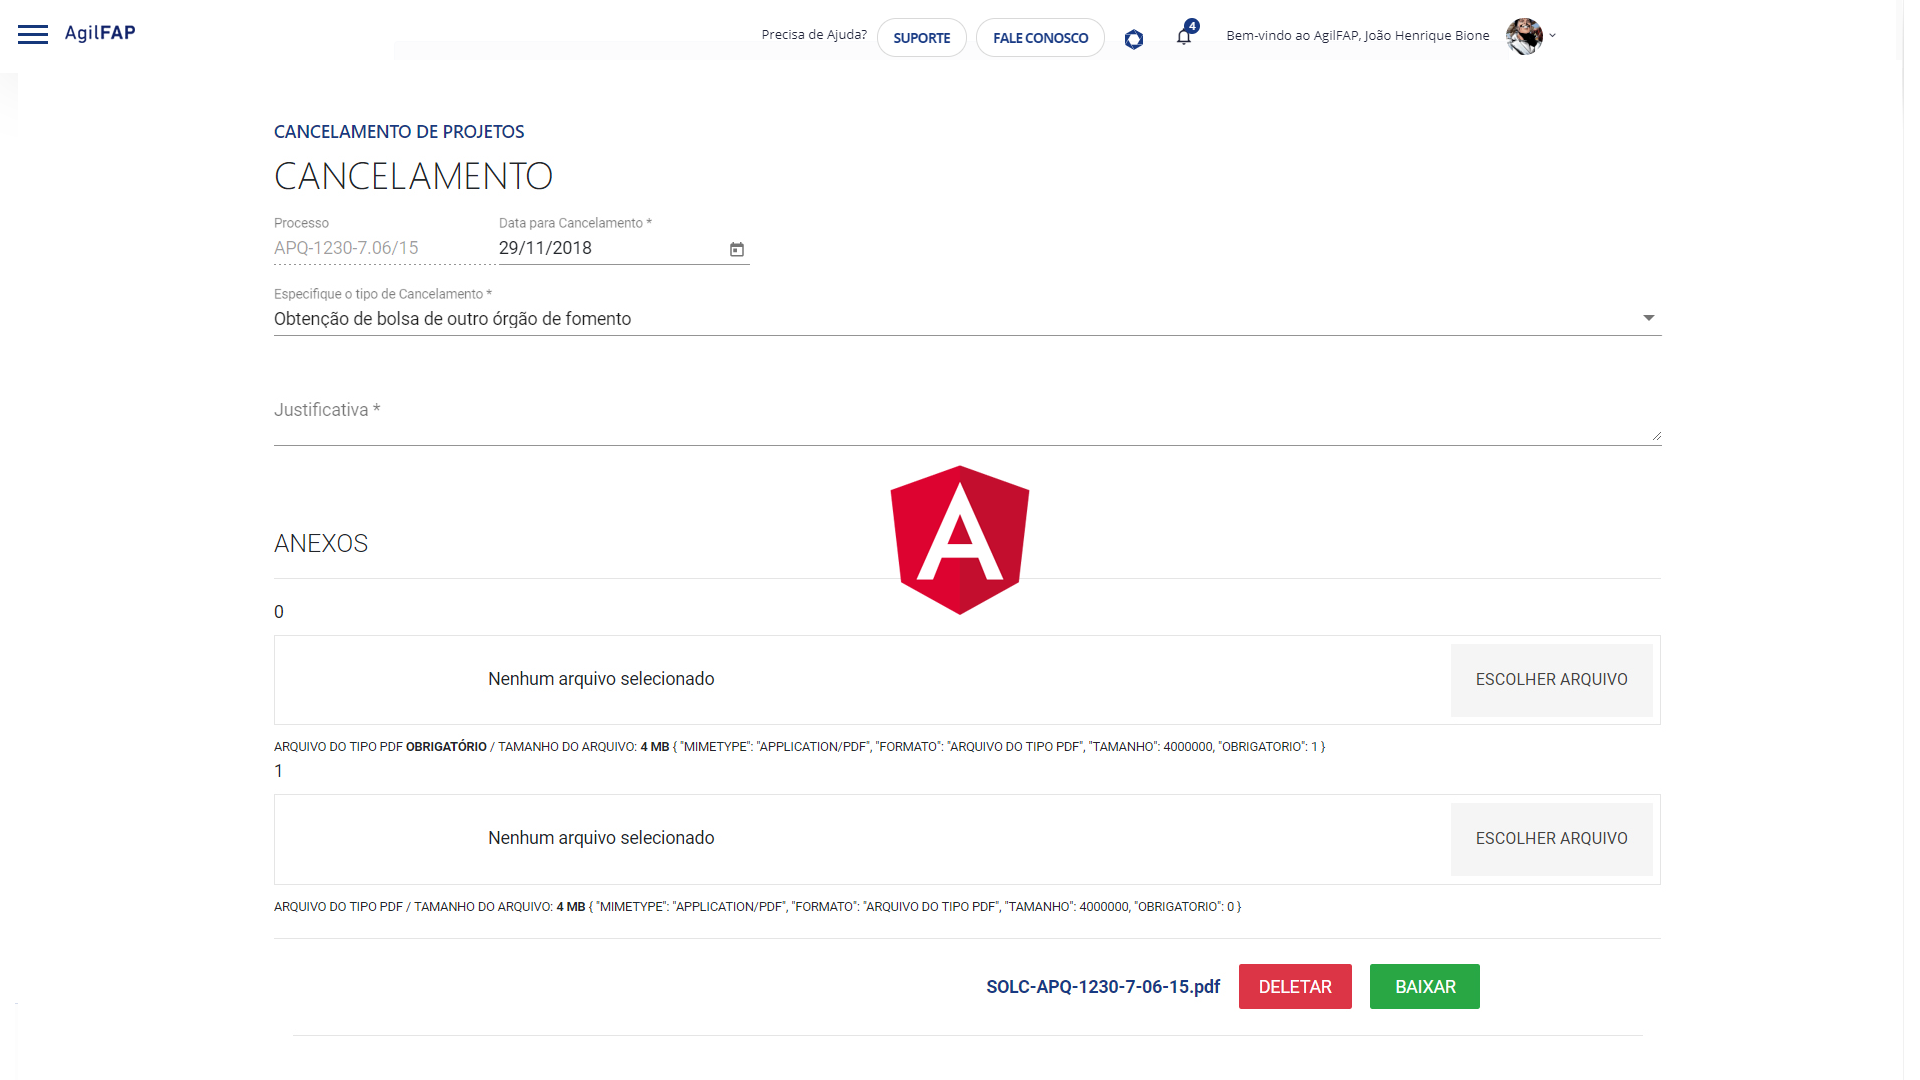 AgilFAP
Precisa de Ajuda?
SUPORTE
FALE CONOSCO
4
Bem-vindo ao AgilFAP, João Henrique Bione
CANCELAMENTO DE PROJETOS
CANCELAMENTO
Processo
Data para Cancelamento *
APQ-1230-7.06/15
29/11/2018
Especifique o tipo de Cancelamento *
Obtenção de bolsa de outro órgão de fomento
Justificativa *
A
ANEXOS
0
Nenhum arquivo selecionado
ESCOLHER ARQUIVO
ARQUIVO DO TIPO PDF OBRIGATÓRIO / TAMANHO DO ARQUIVO: 4 MB { "MIMETYPE": "APPLICATION/PDF", "FORMATO": "ARQUIVO DO TIPO PDF", "TAMANHO": 4000000, "OBRIGATORIO": 1 }
1
Nenhum arquivo selecionado
ESCOLHER ARQUIVO
ARQUIVO DO TIPO PDF / TAMANHO DO ARQUIVO: 4 MB { "MIMETYPE": "APPLICATION/PDF", "FORMATO": "ARQUIVO DO TIPO PDF", "TAMANHO": 4000000, "OBRIGATORIO": 0 }
SOLC-APQ-1230-7-06-15.pdf
DELETAR
BAIXAR